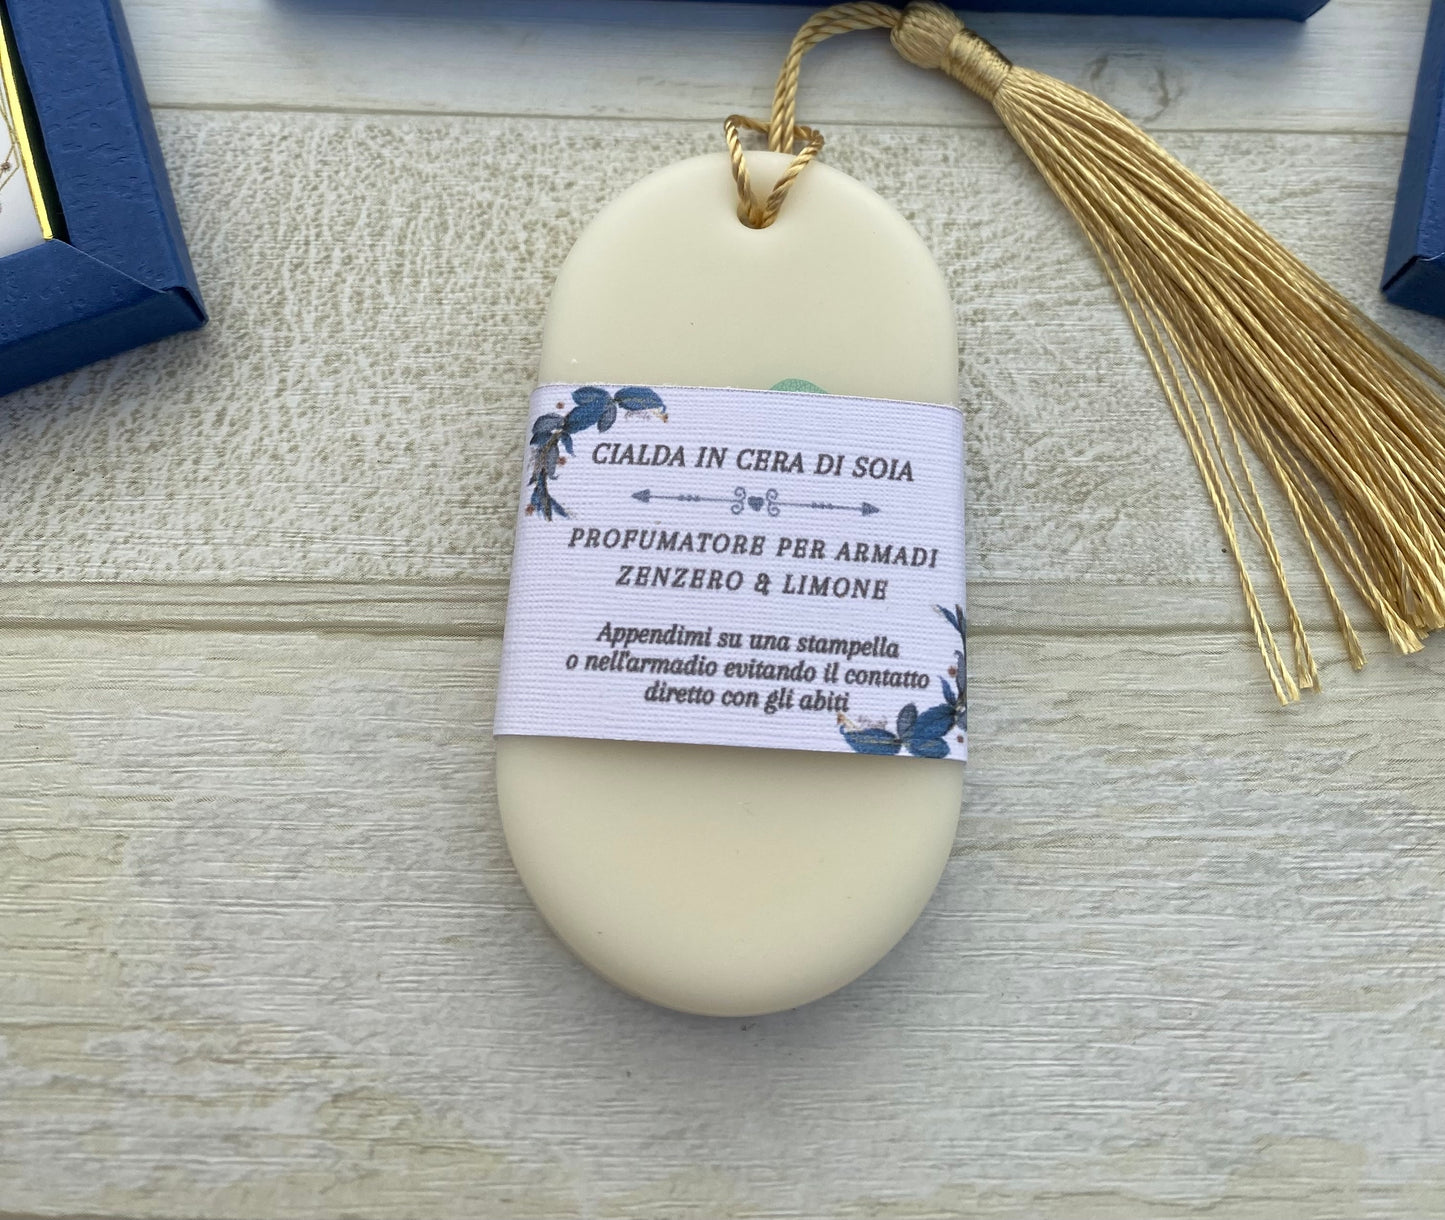 CIALDA IN CERA DI SOIA
PROFUMATORE PER ARMADI
ZENZERO & LIMONE
Appendimi su una stampella
o nell'armadio evitando il contatto
diretto con gli abiti